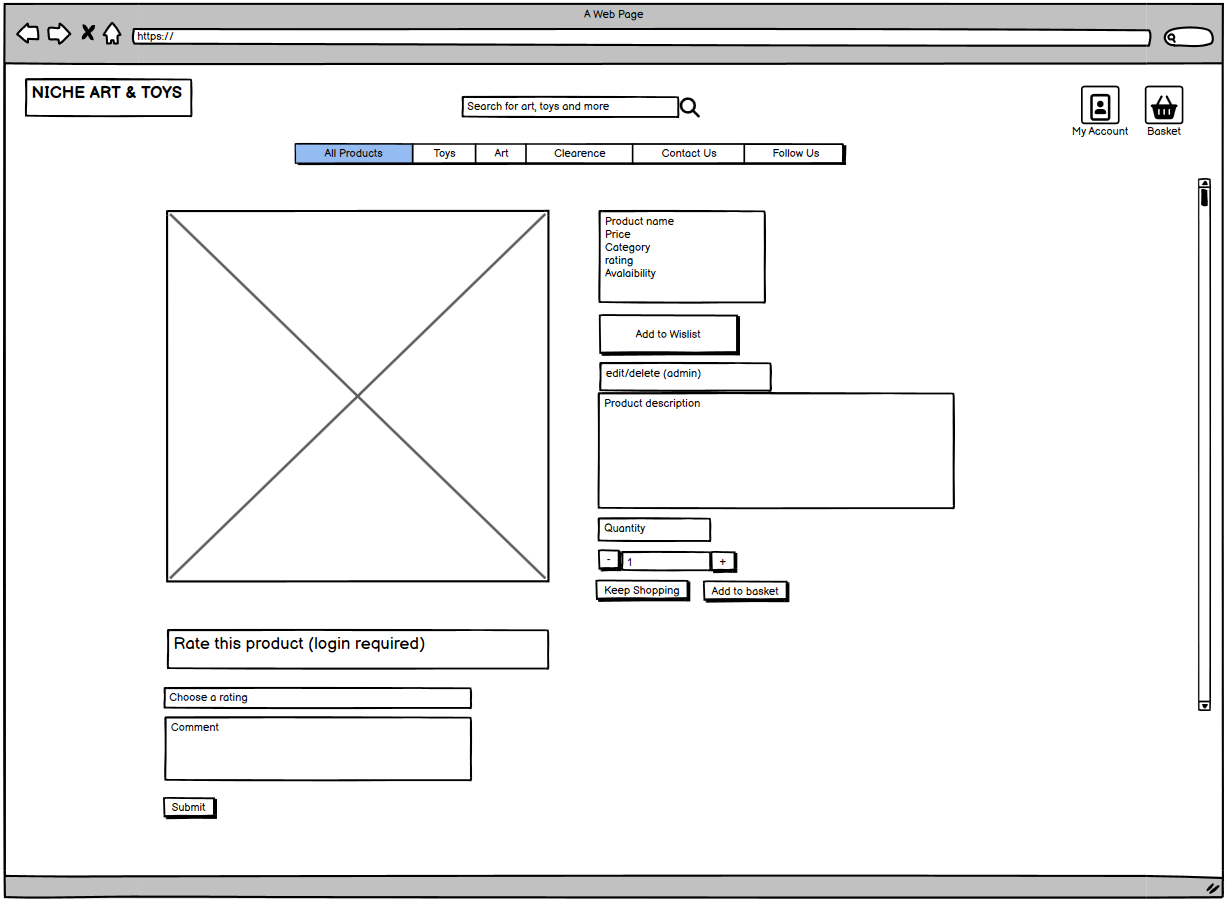 A Web Page
https://
NICHE ART & TOYS
Search for art, toys and more
My Account
Basket
All Products
Toys
Art
Clearence
Contact Us
Follow Us
Product name
Price
Category
rating
Avalaibility
Add to Wislist
edit/delete (admin)
Product description
Quantity
-
1
+
Keep Shopping
Add to basket
Rate this product (login required)
Choose a rating
Comment
Submit